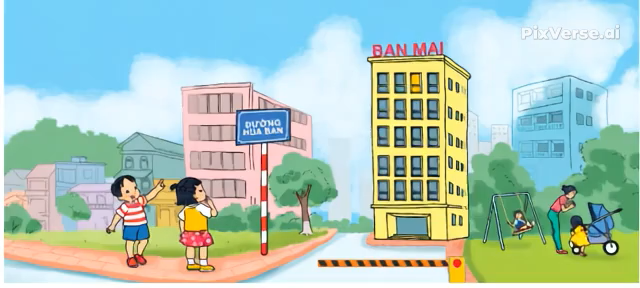 BAN MAI
PixVerse.ai
ĐƯỜNG
HOA BAN